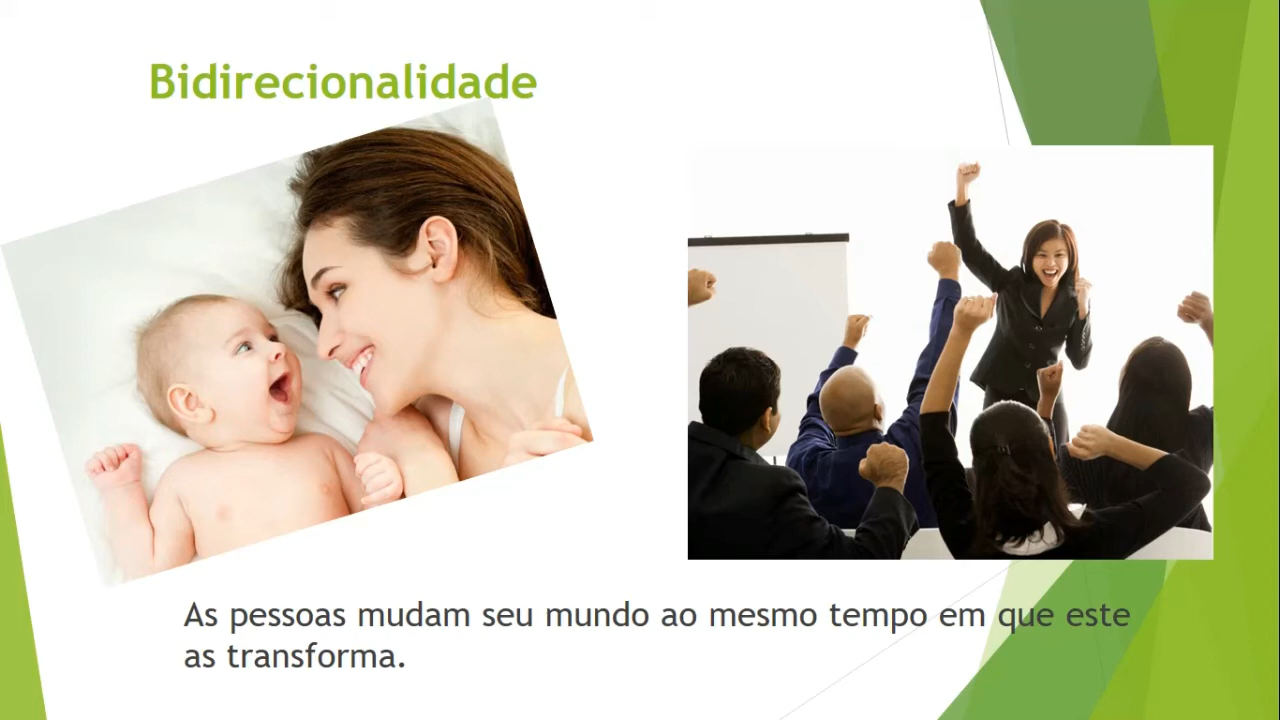 Bidirecionalidade
As pessoas mudam seu mundo ao mesmo tempo em que este
as transforma.